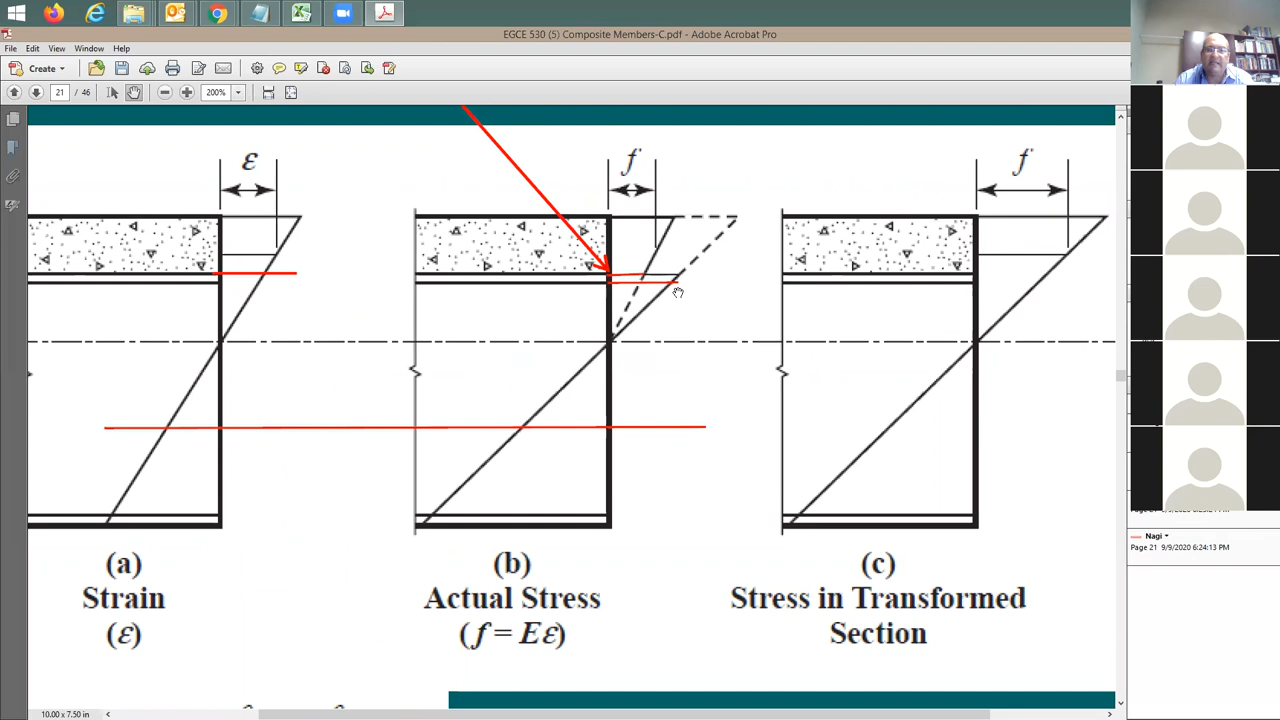 EGCE 530 (5) Composite Members-C.pdf - Adobe Acrobat Pro
File Edit View Window Help
Create
21 / 46
200%
ε
f
f
(a)
Strain
(ε)
(b)
Actual Stress
(f = Eε)
(c)
Stress in Transformed
Section
Nagi
Page 21 9/9/2020 6:24:13 PM
10.00 x 7.50 in